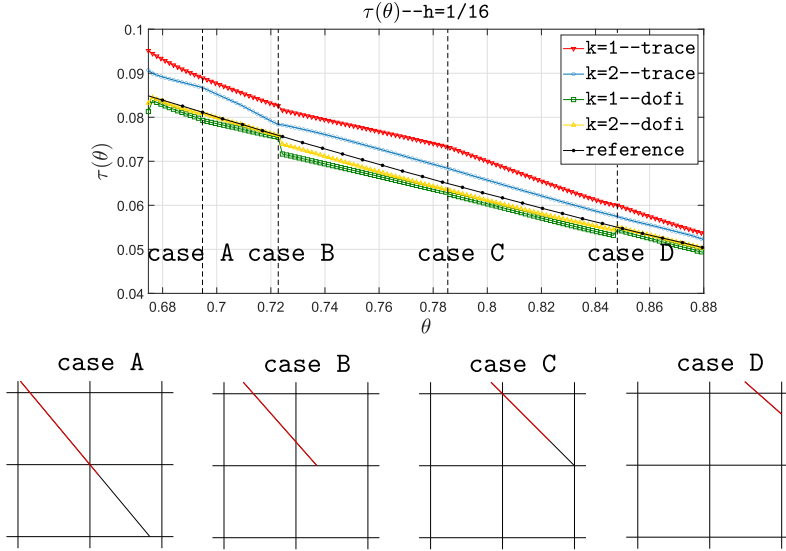 τ(θ)--h=1/16
0.1
0.09
0.08
0.07
0.06
0.05
0.04
τ(θ)
k=1--trace
k=2--trace
k=1--dofi
k=2--dofi
reference
case A case B case C case D
0.68 0.7 0.72 0.74 0.76 0.78 0.8 0.82 0.84 0.86 0.88
θ
case A case B case C case D